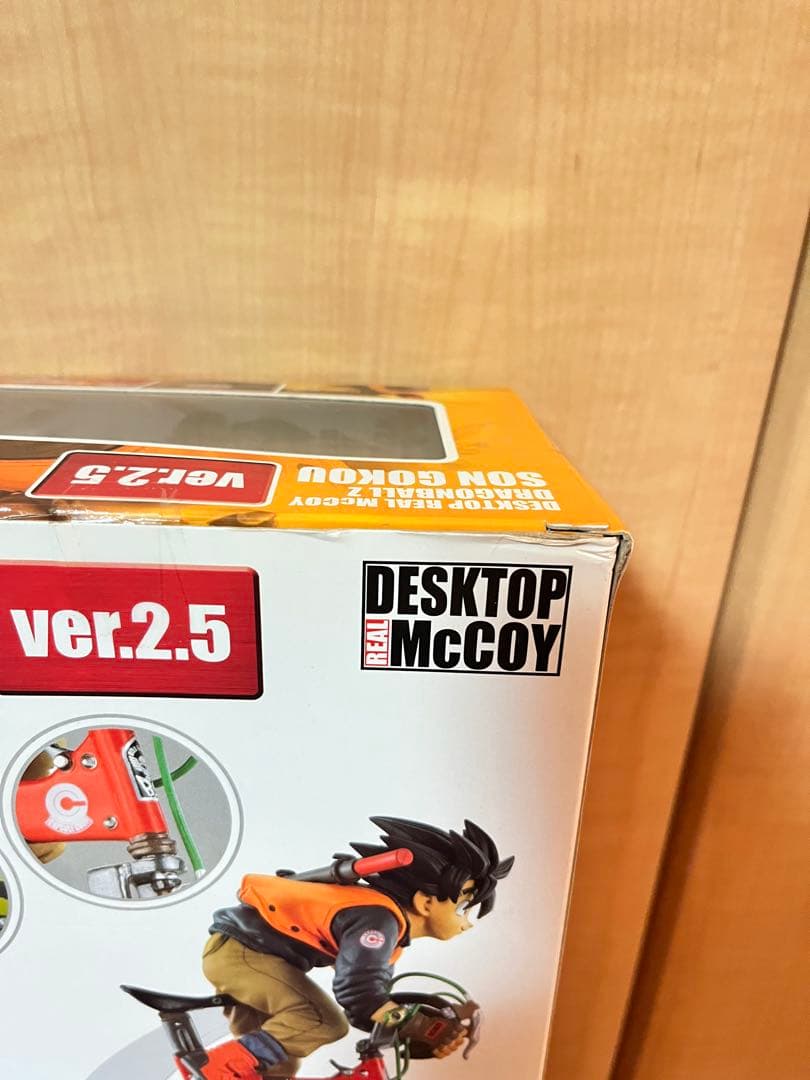 DESKTOP REAL McCOY
DRAGONBALL Z
SON GOKOU
ver.2.5
ver.2.5
DESKTOP
REAL McCOY
C
C